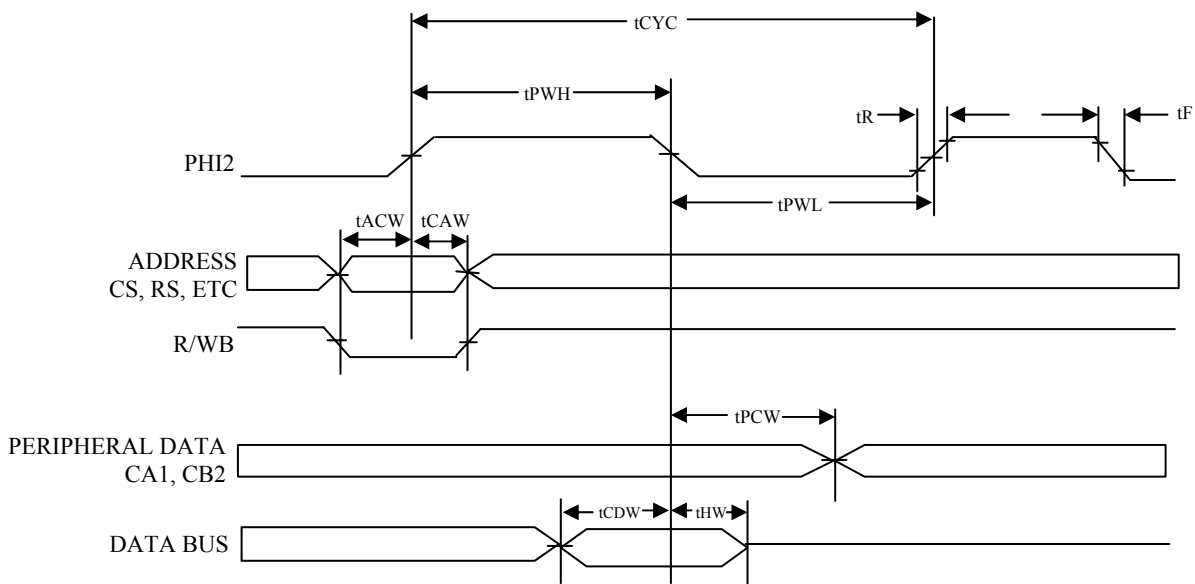 tCYC
tPWH
tR
tF
PHI2
tPWL
tACW
tCAW
ADDRESS
CS, RS, ETC
R/WB
tPCW
PERIPHERAL DATA
CA1, CB2
tCDW
tHW
DATA BUS